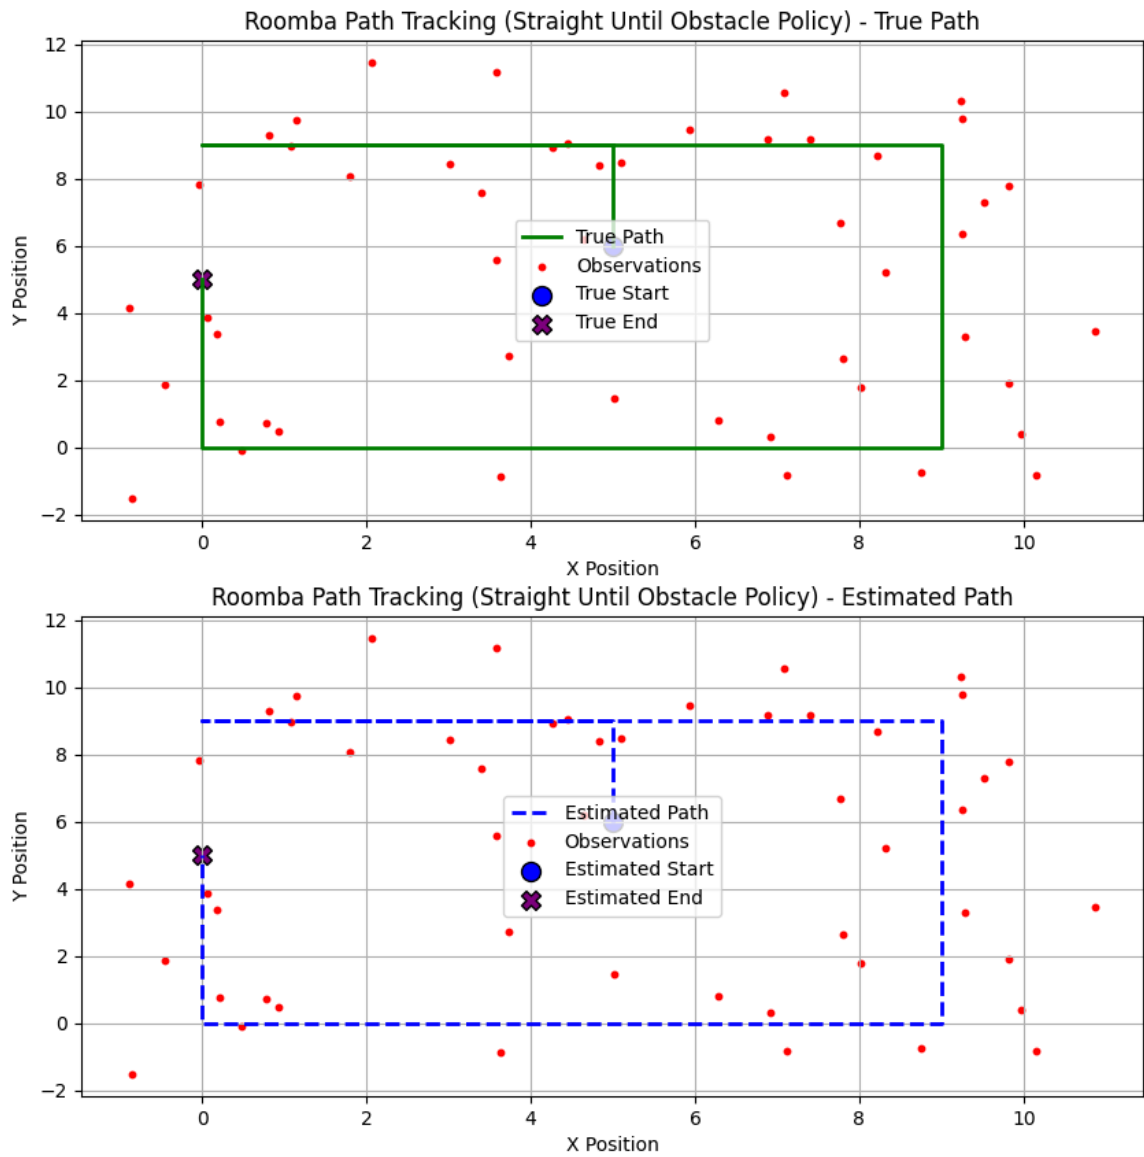 Roomba Path Tracking (Straight Until Obstacle Policy) - True Path
12
10
8
6
4
2
0
−2
Y Position
True Path
Observations
True Start
True End
0 2 4 6 8 10
X Position
Roomba Path Tracking (Straight Until Obstacle Policy) - Estimated Path
12
10
8
6
4
2
0
−2
Y Position
Estimated Path
Observations
Estimated Start
Estimated End
0 2 4 6 8 10
X Position